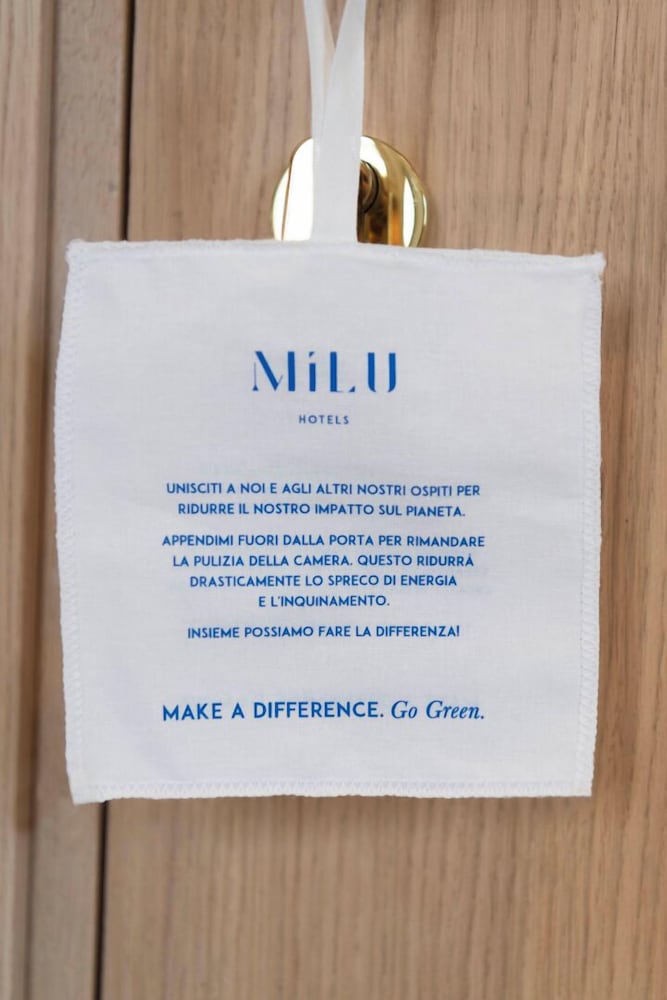 MiLU
HOTELS
UNISCITI A NOI E AGLI ALTRI NOSTRI OSPITI PER
RIDURRE IL NOSTRO IMPATTO SUL PIANETA.
APPENDIMI FUORI DALLA PORTA PER RIMANDARE
LA PULIZIA DELLA CAMERA. QUESTO RIDURRÀ
DRASTICAMENTE LO SPRECO DI ENERGIA
E L'INQUINAMENTO.
INSIEME POSSIAMO FARE LA DIFFERENZA!
MAKE A DIFFERENCE. Go Green.